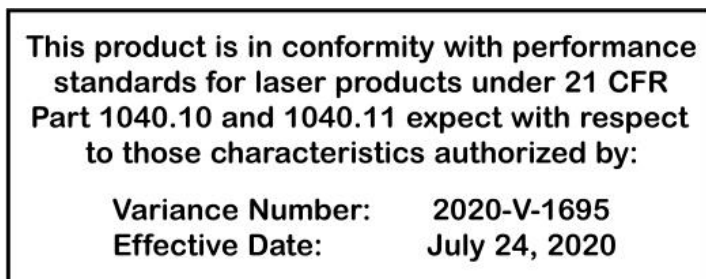 This product is in conformity with performance
standards for laser products under 21 CFR
Part 1040.10 and 1040.11 expect with respect
to those characteristics authorized by:
Variance Number: 2020-V-1695
Effective Date: July 24, 2020